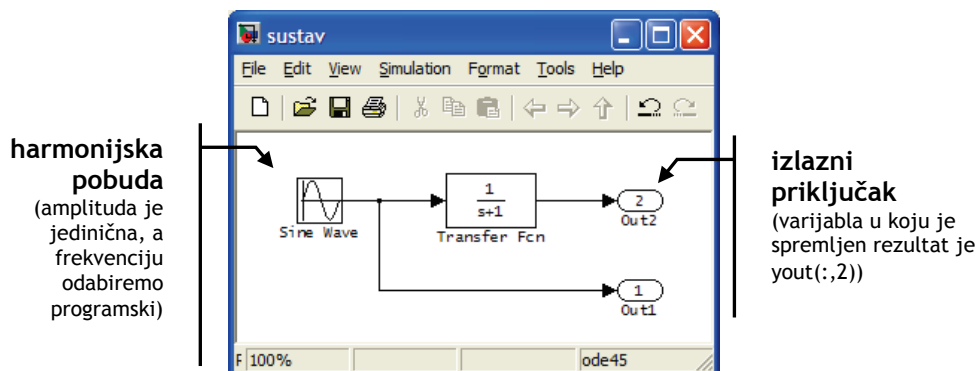 sustav
File Edit View Simulation Format Tools Help
harmonijska
pobuda
(amplituda je
jedinična, a
frekvenciju
odabiremo
programski)
Sine Wave
1
s+1
Transfer Fcn
2
Out2
1
Out1
izlazni
priključak
(varijabla u koju je
spremljen rezultat je
yout(:,2))
F 100% ode45